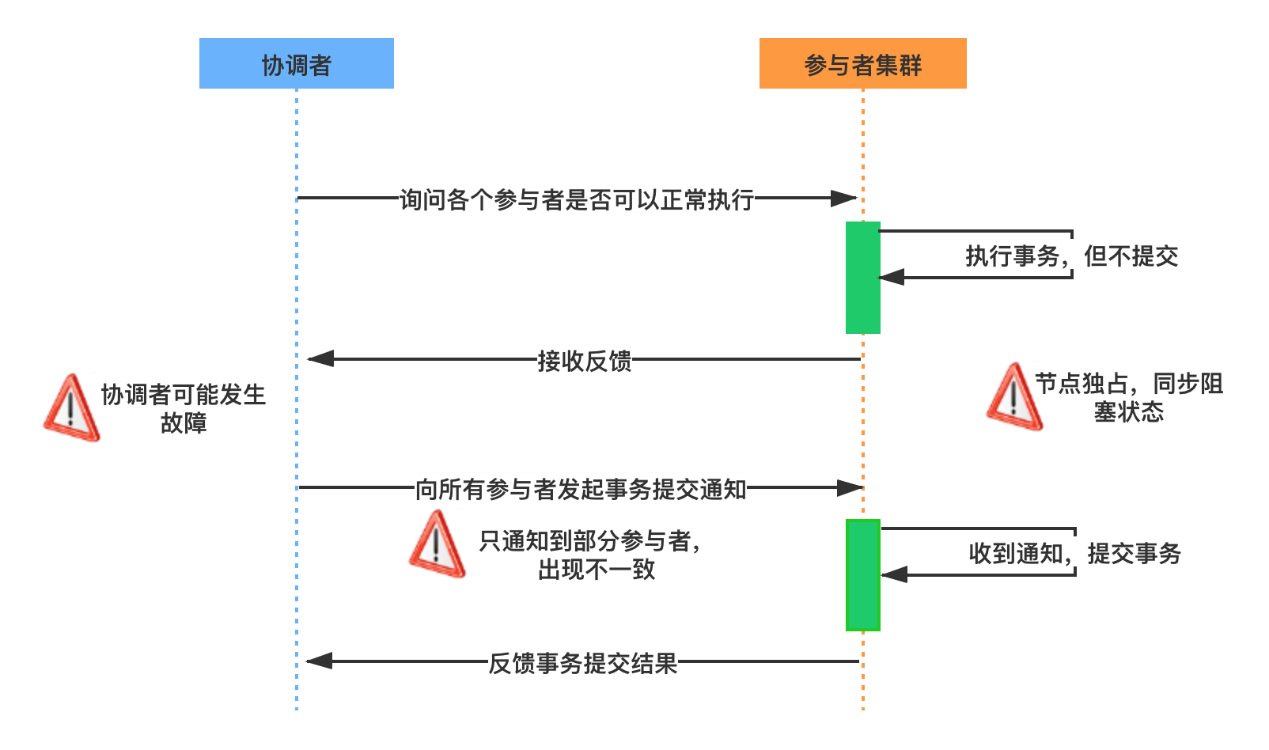 协调者
参与者集群
询问各个参与者是否可以正常执行
执行事务，但不提交
接收反馈
协调者可能发生
故障
节点独占，同步阻
塞状态
向所有参与者发起事务提交通知
只通知到部分参与者，
出现不一致
收到通知，提交事务
反馈事务提交结果